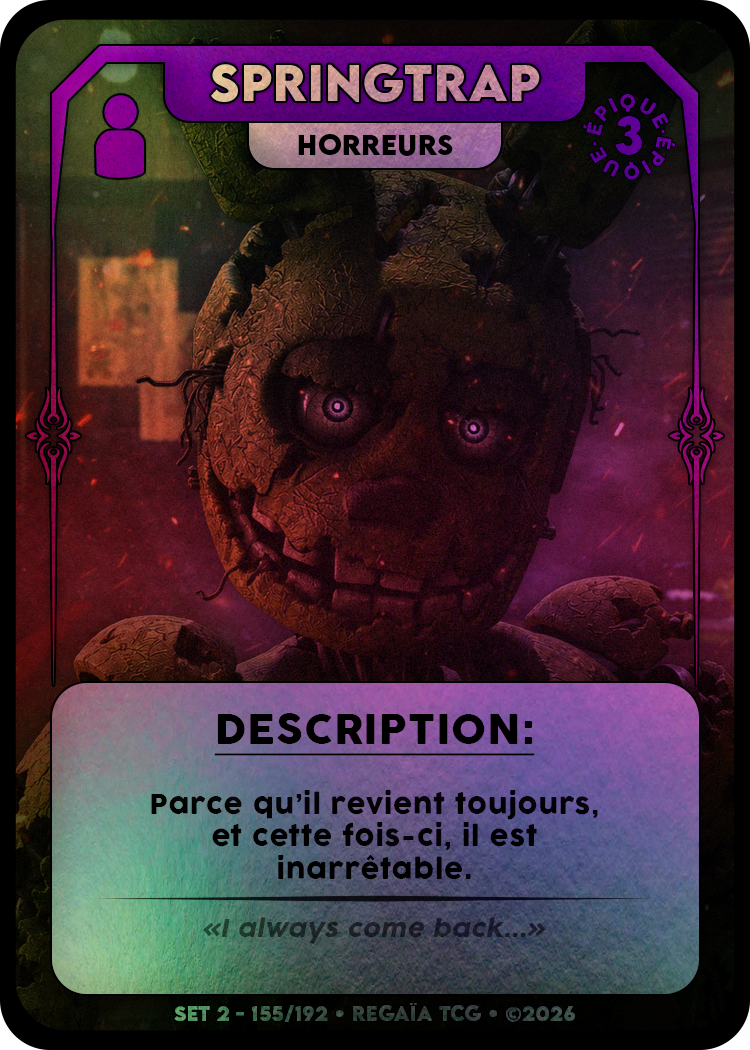 SPRINGTRAP
HORREURS
ÉPIQUE · ÉPIQUE ·
3
DESCRIPTION:
Parce qu'il revient toujours,
et cette fois-ci, il est
inarrêtable.
«I always come back...»
SET 2 - 155/192 • REGAÏA TCG • ©2026